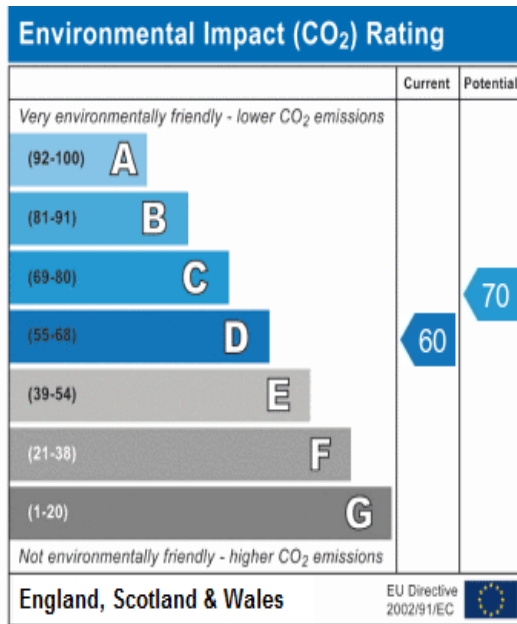 Environmental Impact (CO₂) Rating
Current Potential
Very environmentally friendly - lower CO₂ emissions
(92-100) A
(81-91) B
(69-80) C
70
(55-68) D
60
(39-54) E
(21-38) F
(1-20) G
Not environmentally friendly - higher CO₂ emissions
England, Scotland & Wales
EU Directive
2002/91/EC